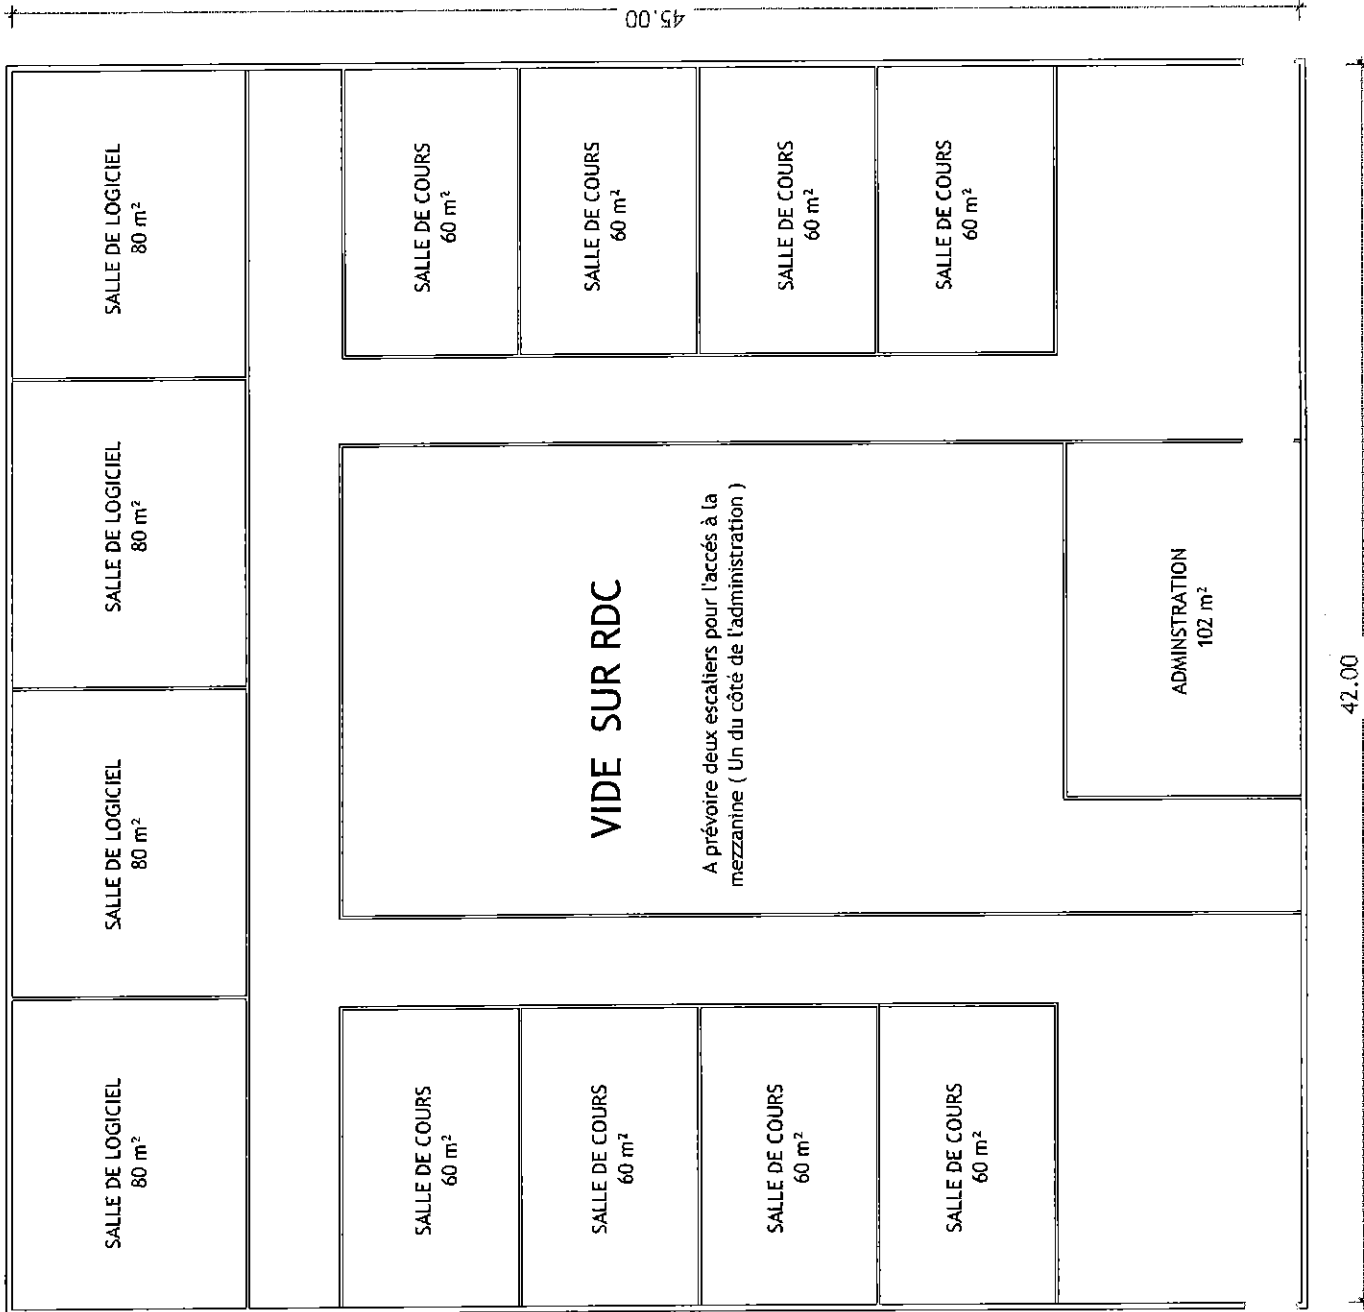 SALLE DE LOGICIEL
80 m²
SALLE DE LOGICIEL
80 m²
SALLE DE LOGICIEL
80 m²
SALLE DE LOGICIEL
80 m²
SALLE DE COURS
60 m²
SALLE DE COURS
60 m²
SALLE DE COURS
60 m²
SALLE DE COURS
60 m²
VIDE SUR RDC
A prévoire deux escaliers pour l'accés à la
mezzanine ( Un du côté de l'administration )
SALLE DE COURS
60 m²
SALLE DE COURS
60 m²
SALLE DE COURS
60 m²
SALLE DE COURS
60 m²
45.00
ADMINSTRATION
102 m²
42.00